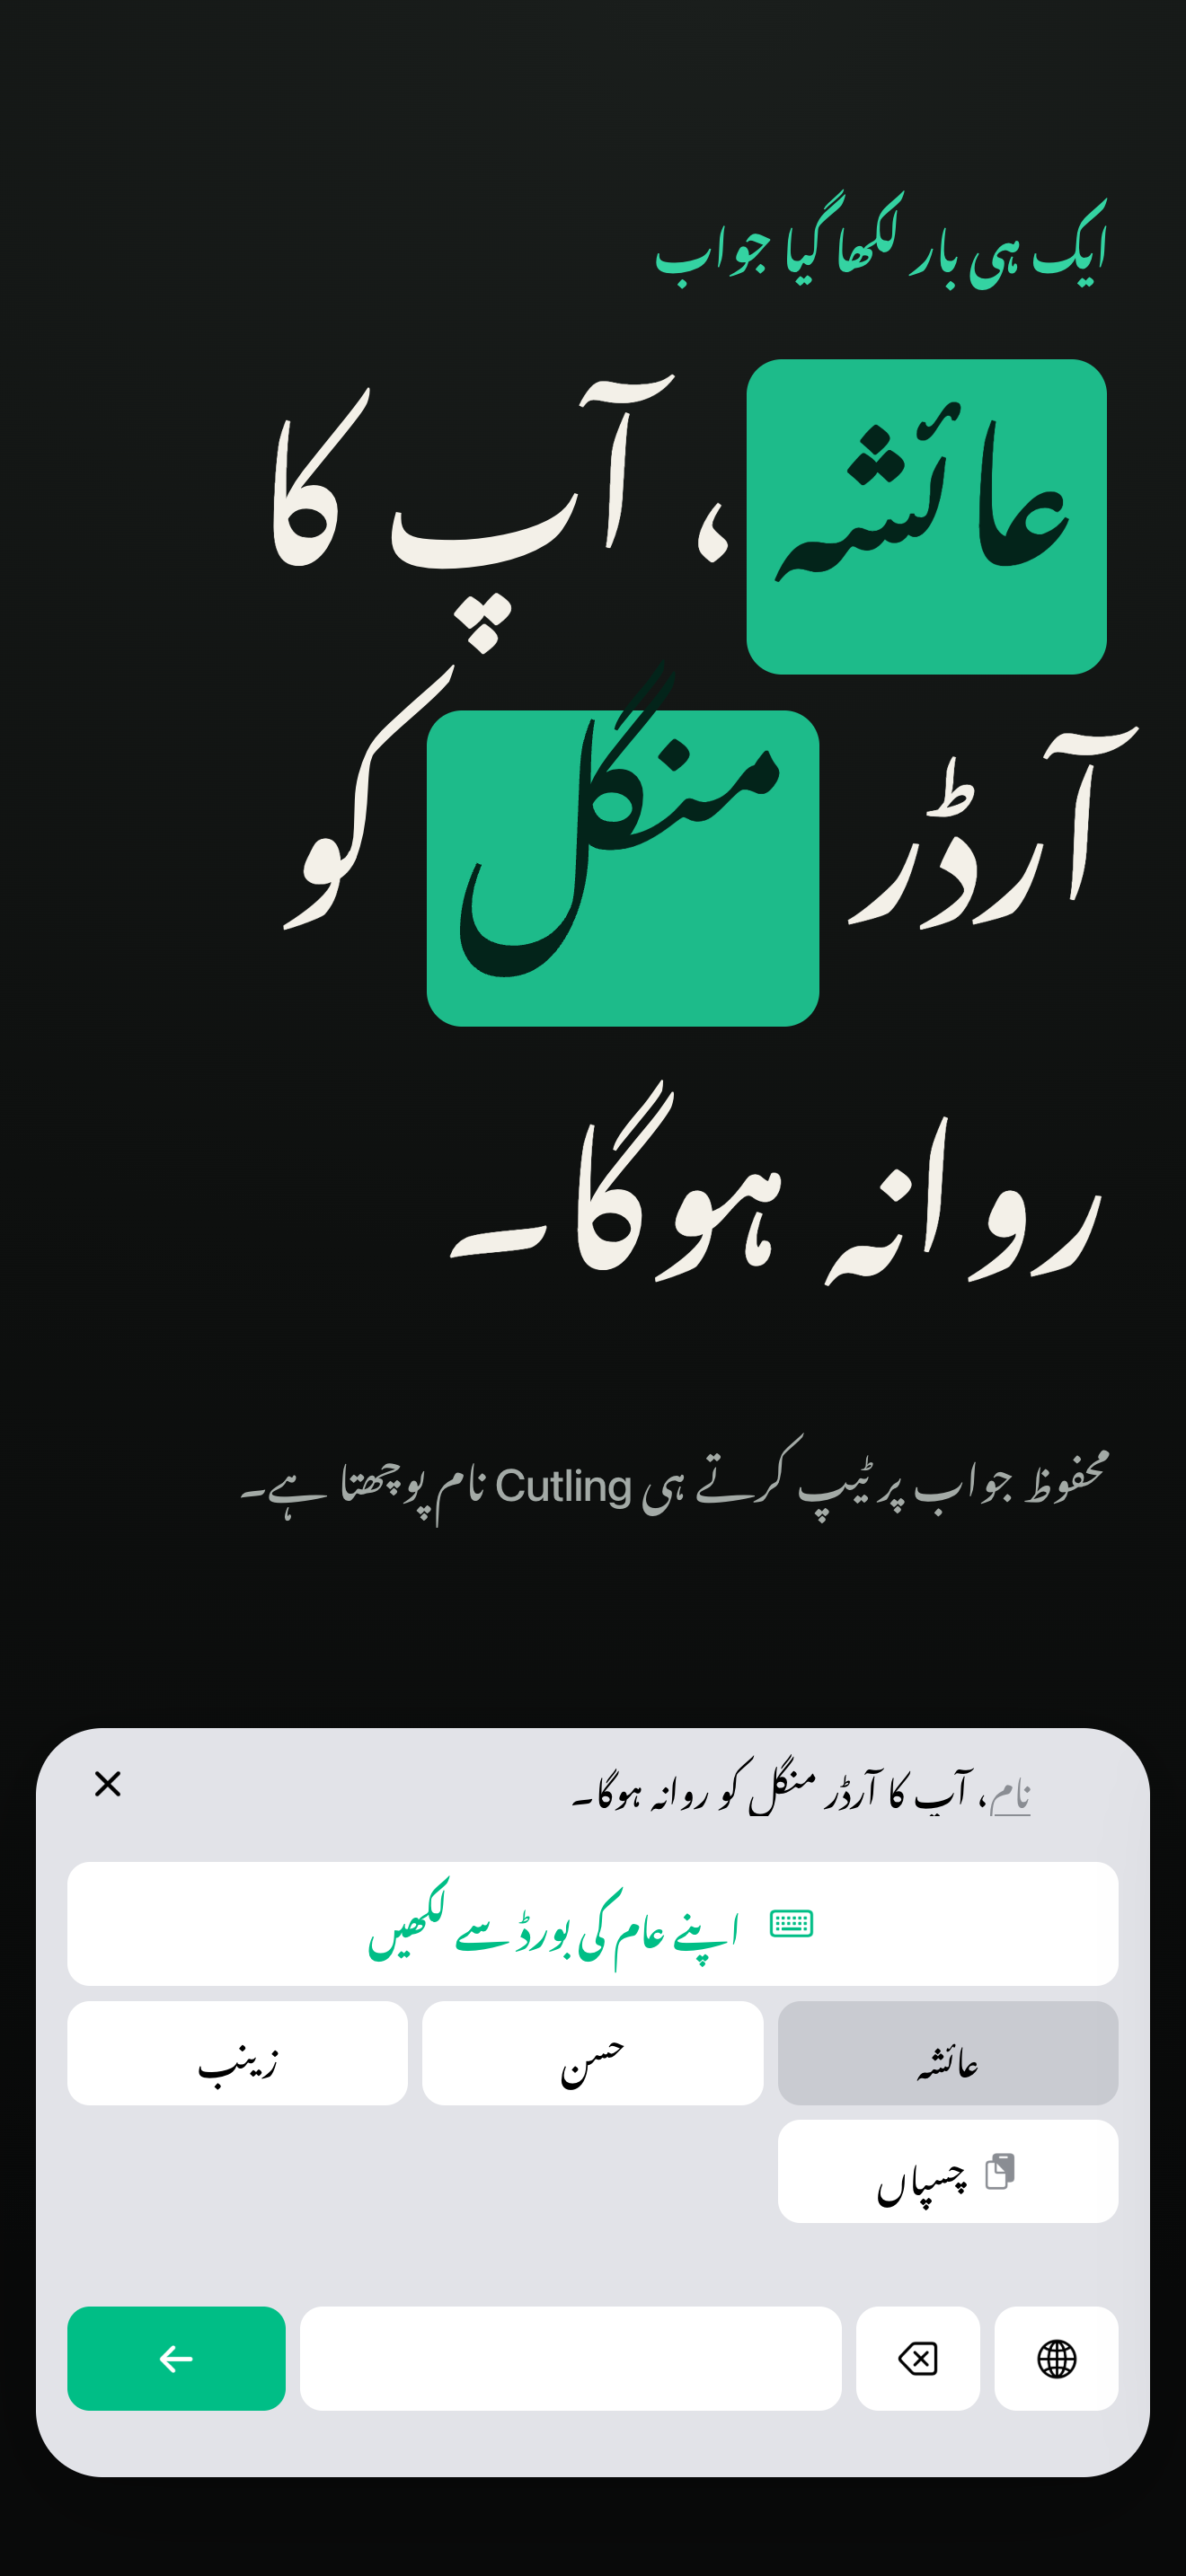 ایک ہی بار لکھا گیا جواب
عائشہ، آپ کا
آرڈر منگل کو
روانہ ہوگا۔
محفوظ جواب پر ٹیپ کرتے ہی Cutling نام پوچھتا ہے۔
نام، آپ کا آرڈر منگل کو روانہ ہوگا۔
اپنے عام کی بورڈ سے لکھیں
عائشہ
حسن
زینب
چسپاں